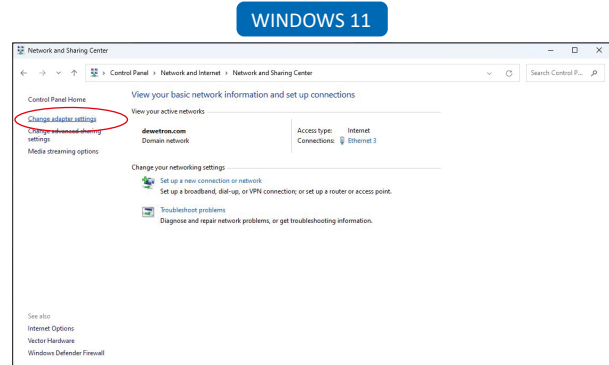 WINDOWS 11
Network and Sharing Center
Control Panel > Network and Internet > Network and Sharing Center
Search Control P...
Control Panel Home
Change adapter settings
Change advanced sharing
settings
Media streaming options
View your basic network information and set up connections
View your active networks
dewetron.com
Domain network
Access type: Internet
Connections: Ethernet 3
Change your networking settings
Set up a new connection or network
Set up a broadband, dial-up, or VPN connection; or set up a router or access point.
Troubleshoot problems
Diagnose and repair network problems, or get troubleshooting information.
See also
Internet Options
Vector Hardware
Windows Defender Firewall